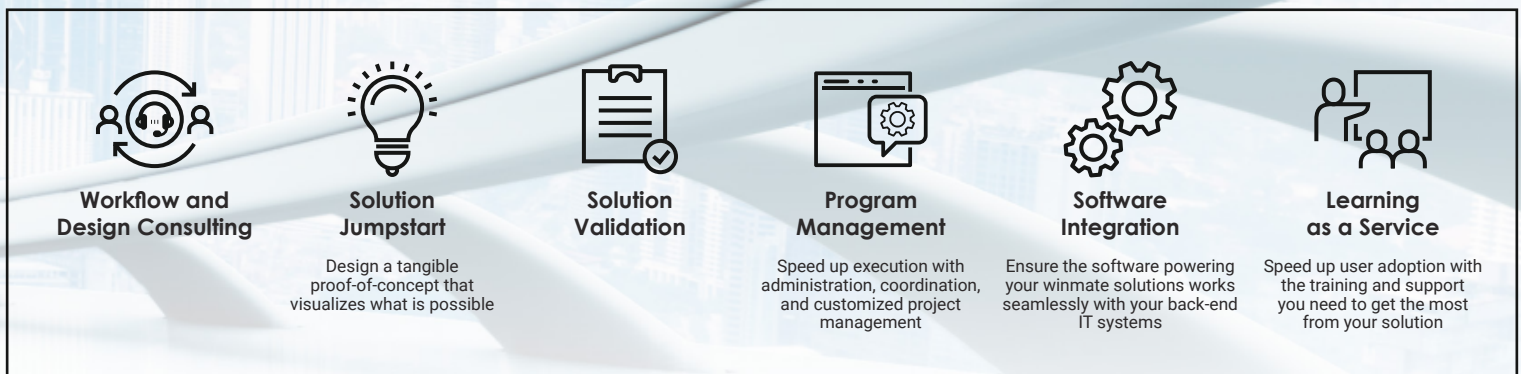 Workflow and
Design Consulting
Solution
Jumpstart
Design a tangible
proof-of-concept that
visualizes what is possible
Solution
Validation
Program
Management
Speed up execution with
administration, coordination,
and customized project
management
Software
Integration
Ensure the software powering
your winmate solutions works
seamlessly with your back-end
IT systems
Learning
as a Service
Speed up user adoption with
the training and support
you need to get the most
from your solution